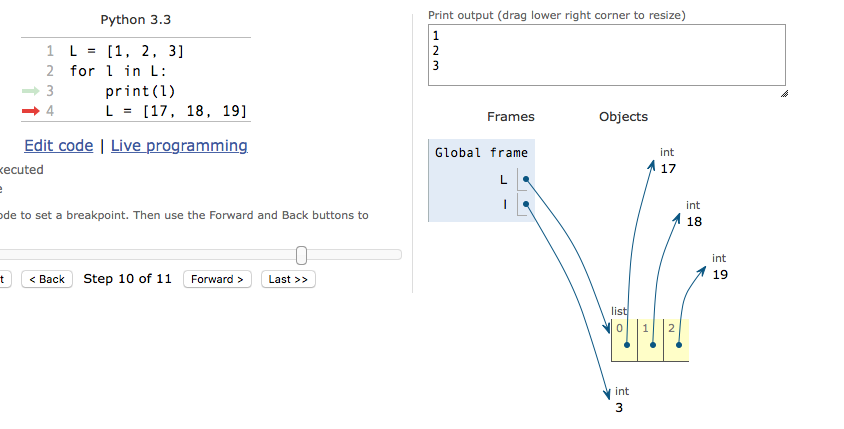 Python 3.3
1 L = [1, 2, 3]
2 for l in L:
3 print(l)
4 L = [17, 18, 19]
Edit code | Live programming
ecuted
ode to set a breakpoint. Then use the Forward and Back buttons to
t < Back Step 10 of 11 Forward > Last >>
Print output (drag lower right corner to resize)
1
2
3
Frames Objects
Global frame
L
l
int
17
int
18
int
19
list
0 1 2
int
3